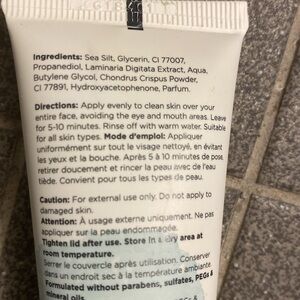 Ingredients: Sea Silt, Glycerin, CI 77007,
Propanediol, Laminaria Digitata Extract, Aqua,
Butylene Glycol, Chondrus Crispus Powder,
CI 77891, Hydroxyacetophenone, Parfum.
Directions: Apply evenly to clean skin over your
entire face, avoiding the eye and mouth areas. Leave
for 5-10 minutes. Rinse off with warm water. Suitable
for all skin types. Mode d'emploi: Appliquer
uniformément sur tout le visage nettoyé, en évitant
les yeux et la bouche. Après 5 à 10 minutes de pose,
retirer doucement et rincer la peau avec de l'eau
tiède. Convient pour tous les types de peau.
Caution: For external use only. Do not apply to
damaged skin.
Attention: À usage externe uniquement. Ne pas
appliquer sur la peau endommagée.
Tighten lid after use. Store in a dry area at
room temperature.
Serrer le couvercle après utilisation. Conserver
dans un endroit sec à la température ambiante.
Formulated without parabens, sulfates, PEGs &
mineral oils.
PEGs &